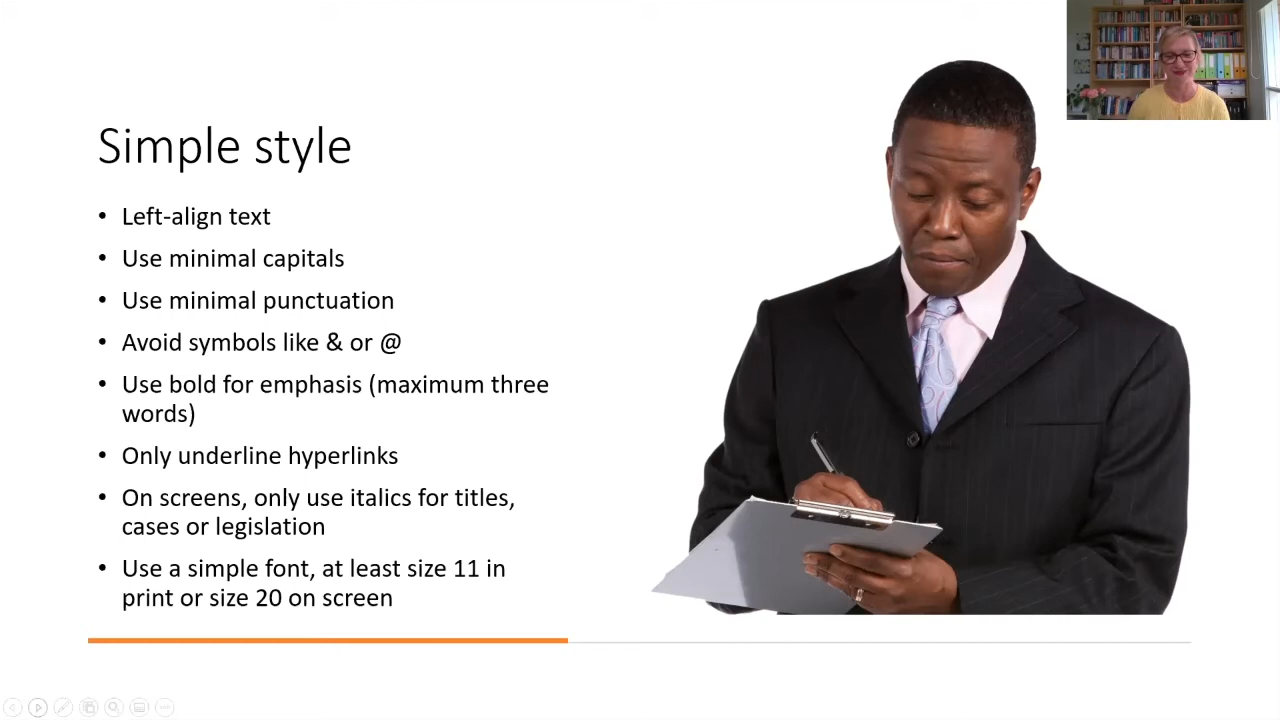 Simple style
• Left-align text
• Use minimal capitals
• Use minimal punctuation
• Avoid symbols like & or @
• Use bold for emphasis (maximum three
words)
• Only underline hyperlinks
• On screens, only use italics for titles,
cases or legislation
• Use a simple font, at least size 11 in
print or size 20 on screen